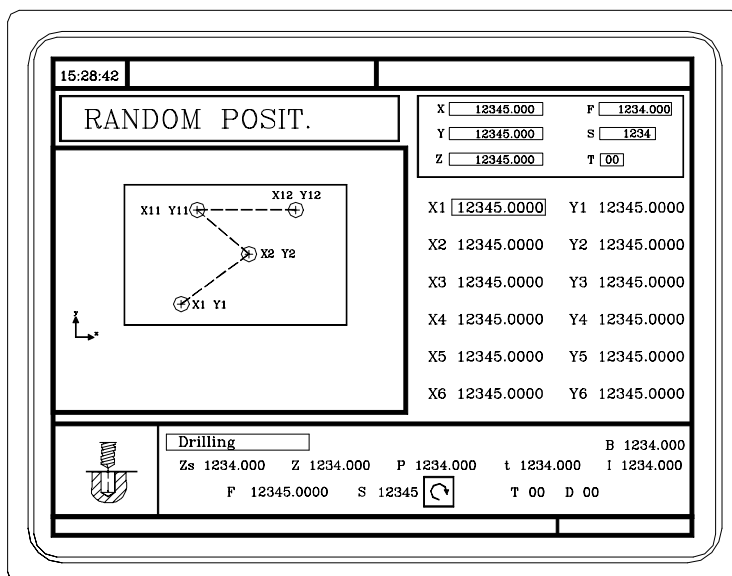 15:28:42
RANDOM POSIT.
X 12345.000 F 1234.000
Y 12345.000 S 1234
Z 12345.000 T 00
X12 Y12
X11 Y11
X2 Y2
X1 Y1
y
x
X1 12345.0000 Y1 12345.0000
X2 12345.0000 Y2 12345.0000
X3 12345.0000 Y3 12345.0000
X4 12345.0000 Y4 12345.0000
X5 12345.0000 Y5 12345.0000
X6 12345.0000 Y6 12345.0000
Drilling B 1234.000
Zs 1234.000 Z 1234.000 P 1234.000 t 1234.000 I 1234.000
F 12345.0000 S 12345 T 00 D 00